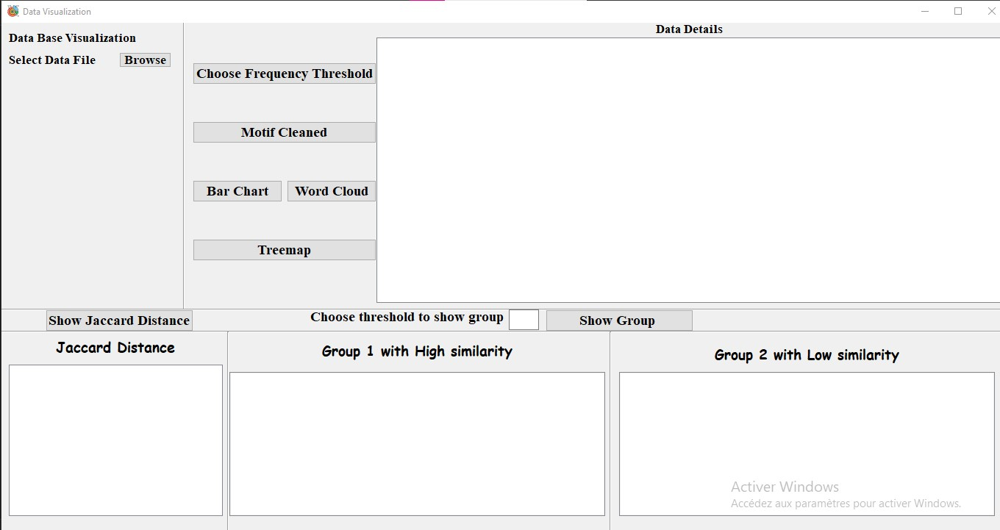 Data Visualization
Data Base Visualization
Select Data File
Browse
Data Details
Choose Frequency Threshold
Motif Cleaned
Bar Chart
Word Cloud
Treemap
Show Jaccard Distance
Choose threshold to show group
Show Group
Jaccard Distance
Group 1 with High similarity
Group 2 with Low similarity
Activer Windows
Accédez aux paramètres pour activer Windows.